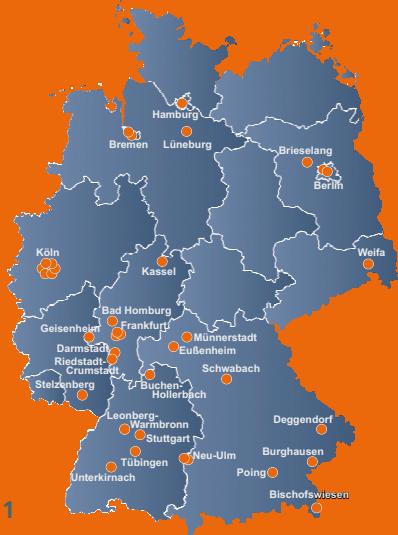 Hamburg
Bremen
Lüneburg
Brieselang
Berlin
Köln
Weifa
Kassel
Bad Homburg
Geisenheim
Frankfurt
Darmstadt
Münnerstadt
Riedstadt-
Crumstadt
Eußenheim
Stelzenberg
Schwabach
Buchen-
Hollerbach
Leonberg-
Warmbronn
Stuttgart
Deggendorf
Tübingen
Neu-Ulm
Burghausen
Unterkirnach
Poing
Bischofswiesen
1